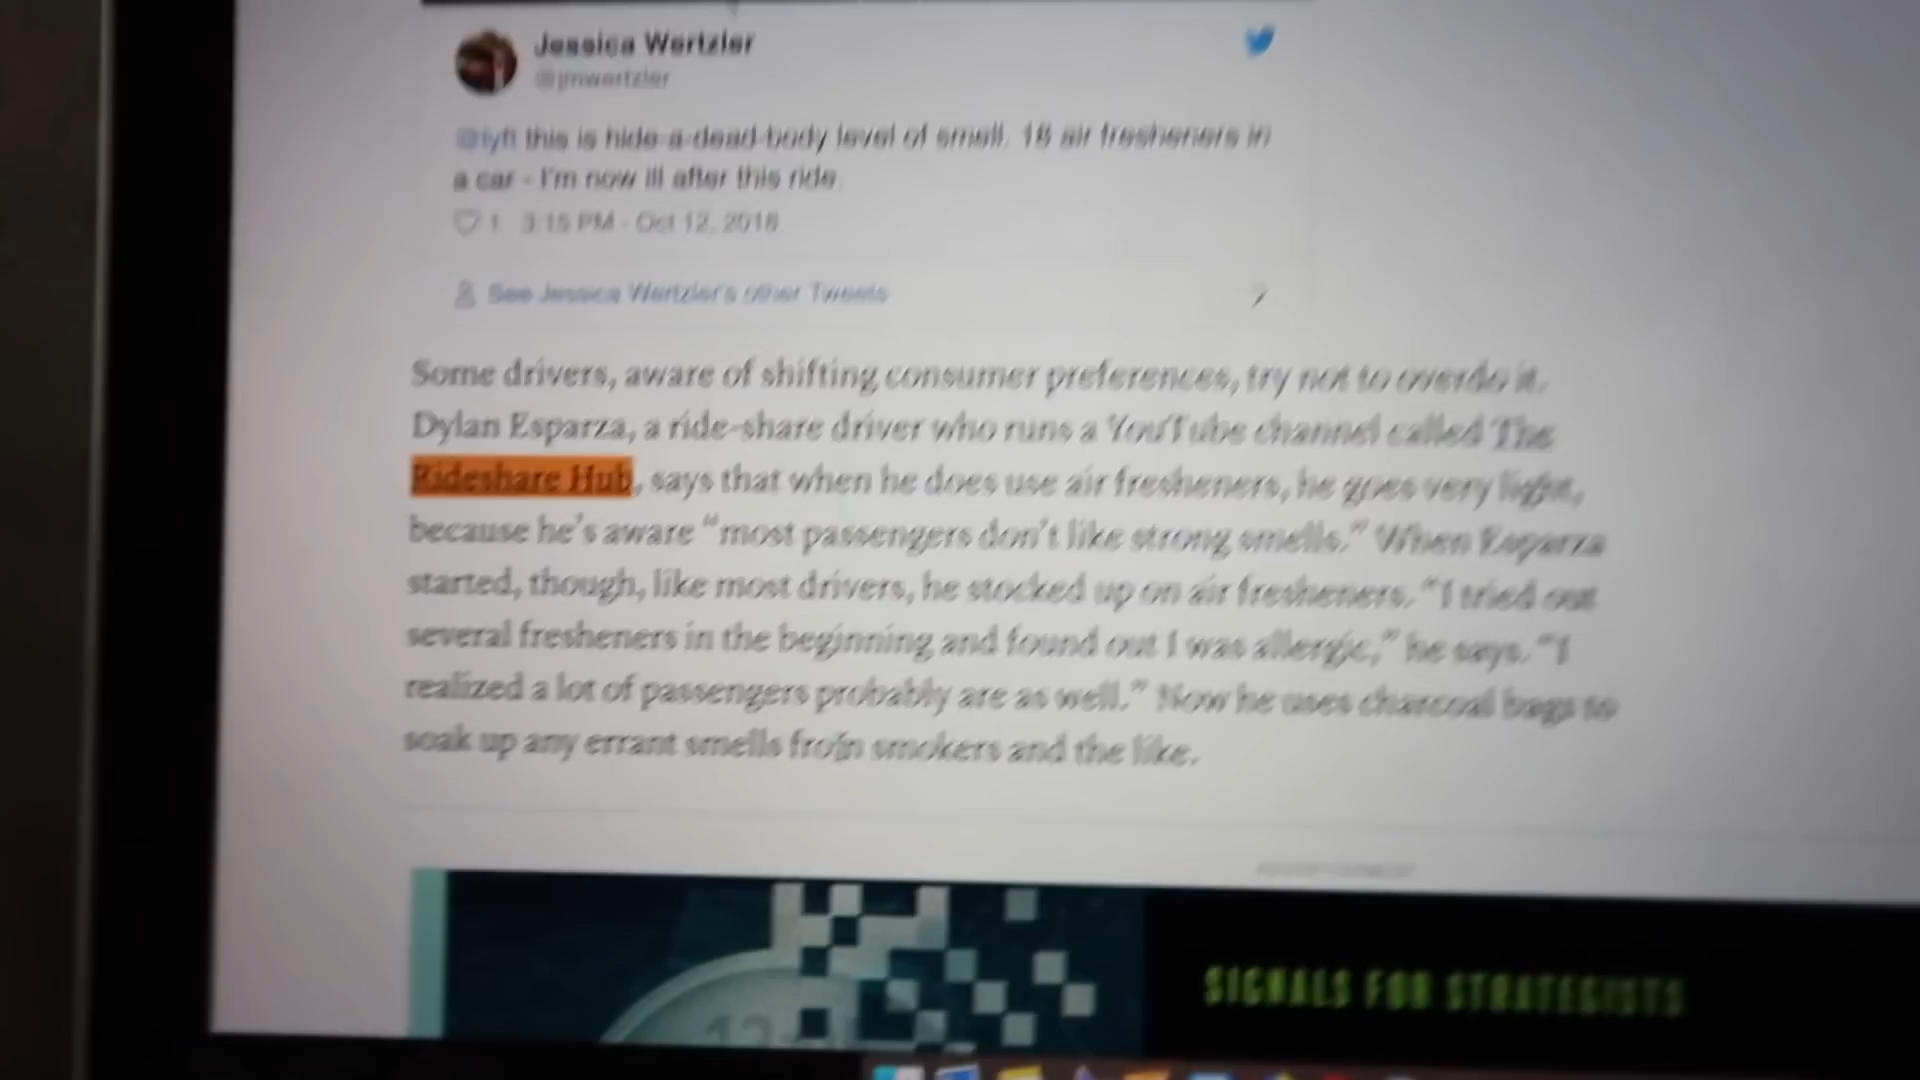 Jessica Wertzler
@jmwertzler
@lyft this is hide-a-dead-body level of smell. 18 air fresheners in
a car - I'm now ill after this ride.
1 3:15 PM - Oct 12, 2018
See Jessica Wertzler's other Tweets
Some drivers, aware of shifting consumer preferences, try not to overdo it.
Dylan Esparza, a ride-share driver who runs a YouTube channel called The
Rideshare Hub, says that when he does use air fresheners, he goes very light,
because he's aware “most passengers don't like strong smells.” When Esparza
started, though, like most drivers, he stocked up on air fresheners. “I tried out
several fresheners in the beginning and found out I was allergic,” he says. “I
realized a lot of passengers probably are as well.” Now he uses charcoal bags to
soak up any errant smells from smokers and the like.
ADVERTISEMENT
SIGNALS FOR STRATEGISTS